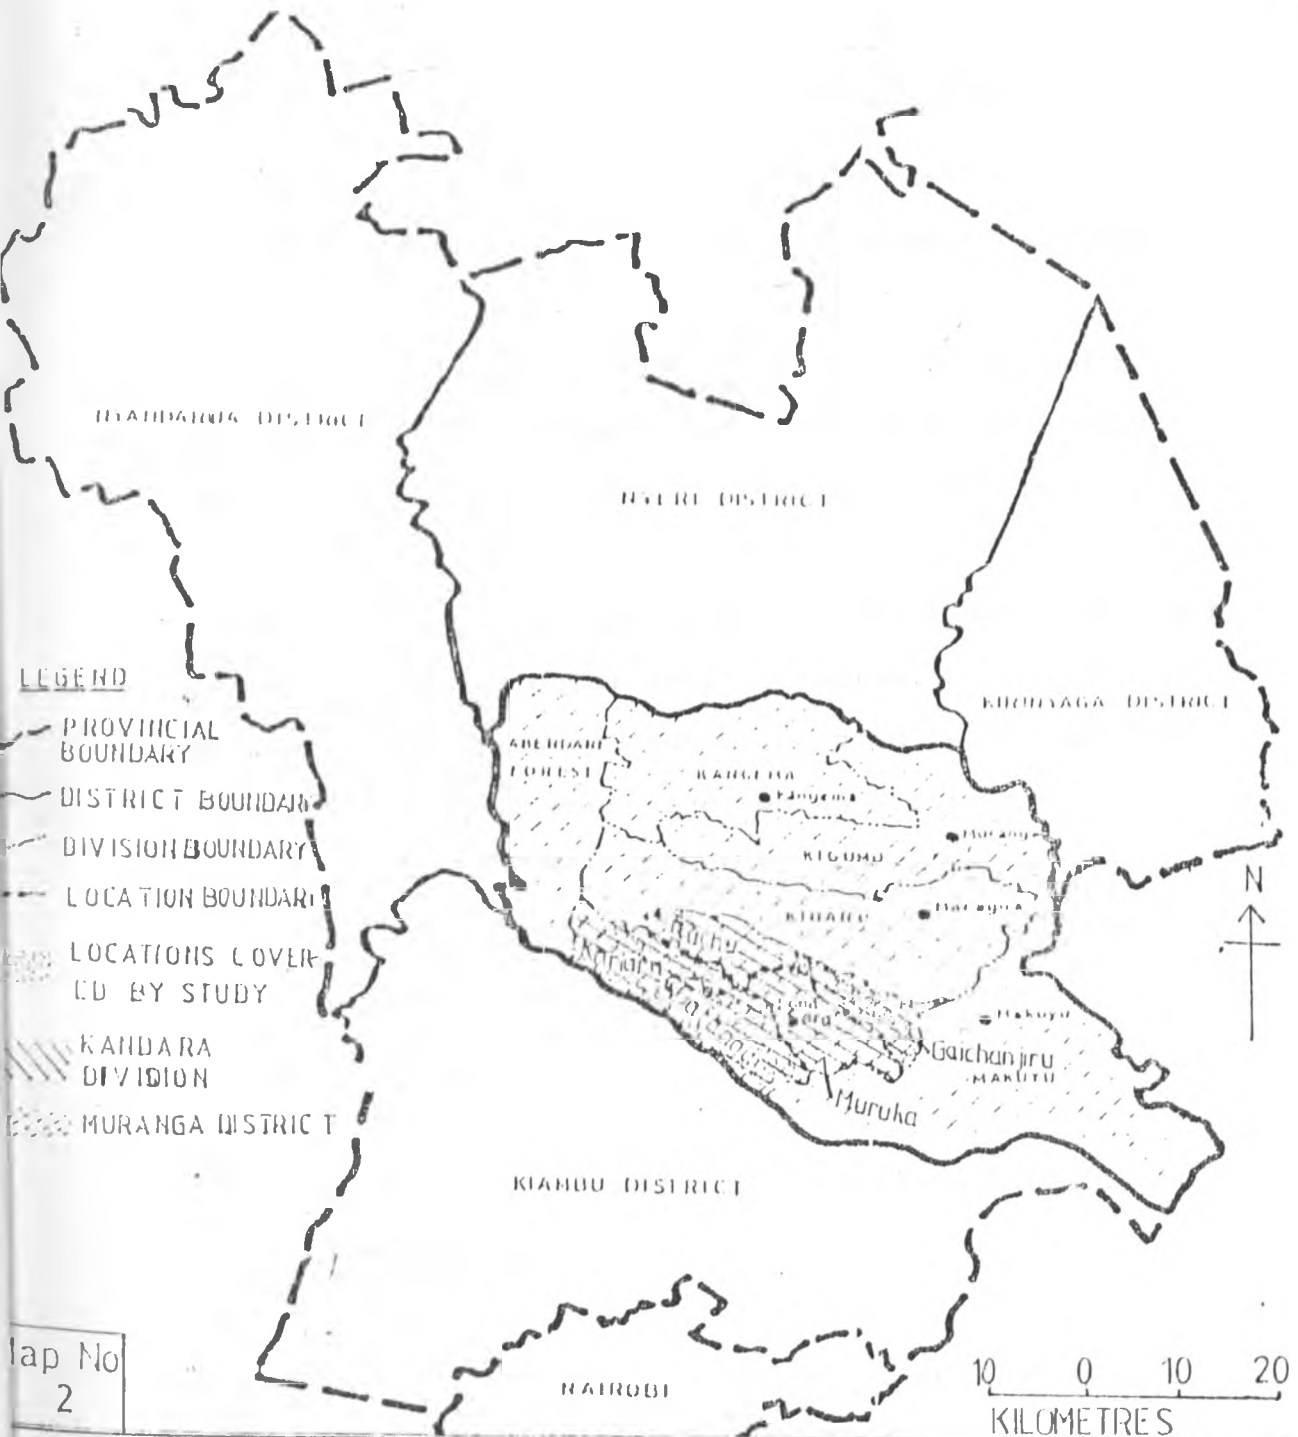 NYANDARUA DISTRICT
NYERI DISTRICT
KIRINYAGA DISTRICT
LEGEND
PROVINCIAL
BOUNDARY
DISTRICT BOUNDARY
DIVISION BOUNDARY
LOCATION BOUNDARY
LOCATIONS COVER-
ED BY STUDY
KANDARA
DIVIDION
MURANGA DISTRICT
ABERDARE
FOREST
KANGEMA
Kangema
Muranga
KIGUMO
KIHARU
Maragua
Ruchu
Makuyu
Gaichanjiru
MAKUYU
Muruka
N
KIAMBU DISTRICT
NAIROBI
Map No
2
10 0 10 20
KILOMETRES